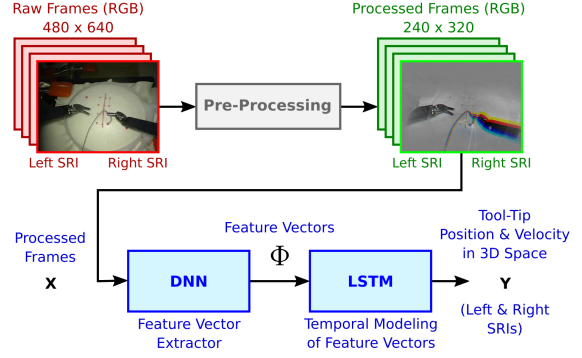 Raw Frames (RGB)
480 x 640
Left SRI
Right SRI
Pre-Processing
Processed Frames (RGB)
240 x 320
Left SRI
Right SRI
Processed
Frames
X
DNN
Feature Vector
Extractor
Feature Vectors
Φ
LSTM
Temporal Modeling
of Feature Vectors
Tool-Tip
Position & Velocity
in 3D Space
Y
(Left & Right
SRIs)